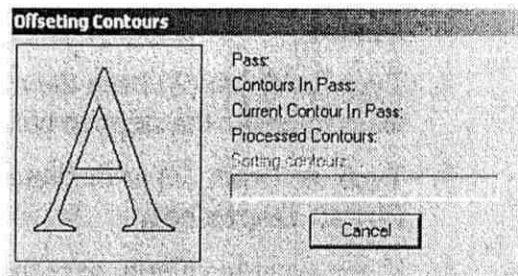 Offseting Contours
A
Pass:
Contours In Pass:
Current Contour In Pass:
Processed Contours:
Sorting contours
Cancel